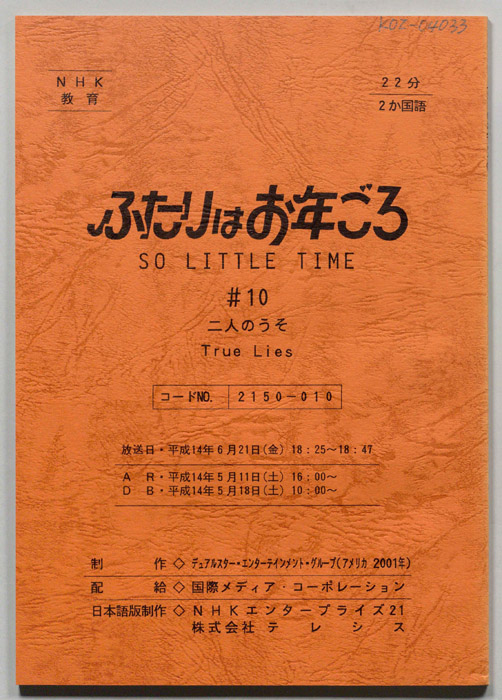 KOZ-104033
NHK
教育
22分
2か国語
ふたりはお年ごろ
SO LITTLE TIME
#10
二人のうそ
True Lies
コードNO. 2150-010
放送日・平成14年6月21日(金) 18:25~18:47
A R・平成14年5月11日(土) 16:00~
D B・平成14年5月18日(土) 10:00~
制作◇デュアルスター・エンターテインメント・グループ(アメリカ 2001年)
配給◇国際メディア・コーポレーション
日本語版制作◇NHKエンタープライズ21
株式会社テレシス